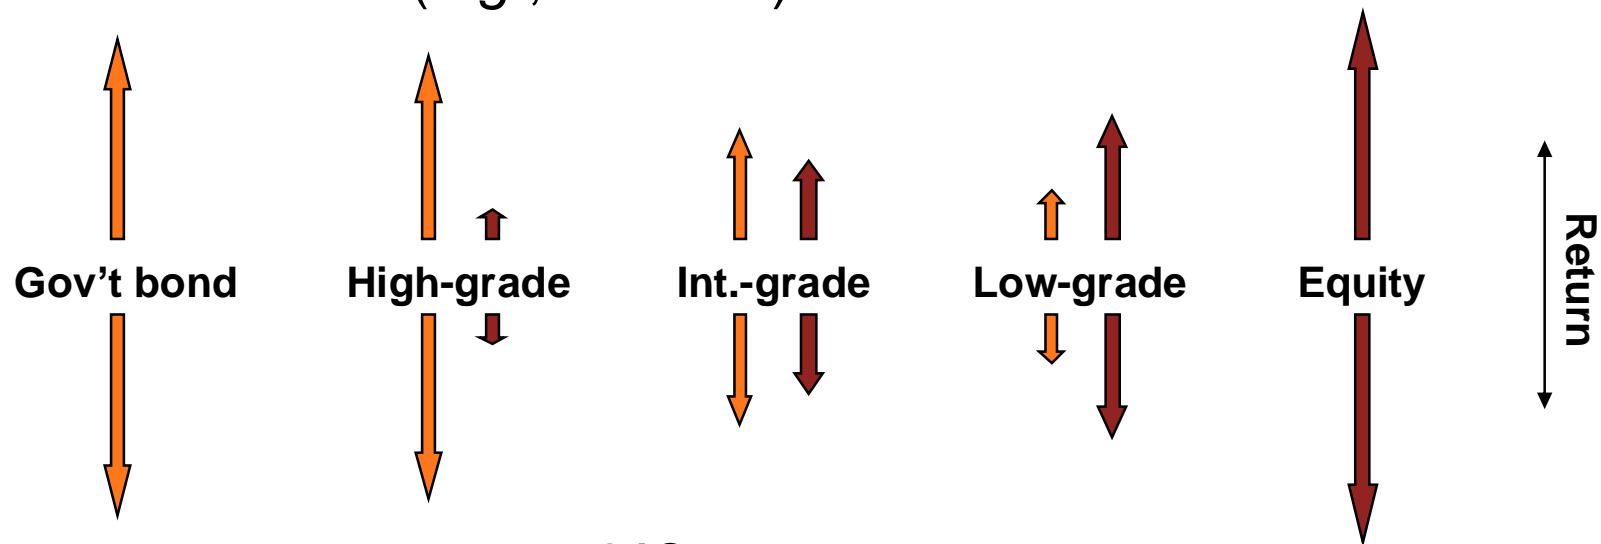 Gov't bond
High-grade
Int.-grade
Low-grade
Equity
Return